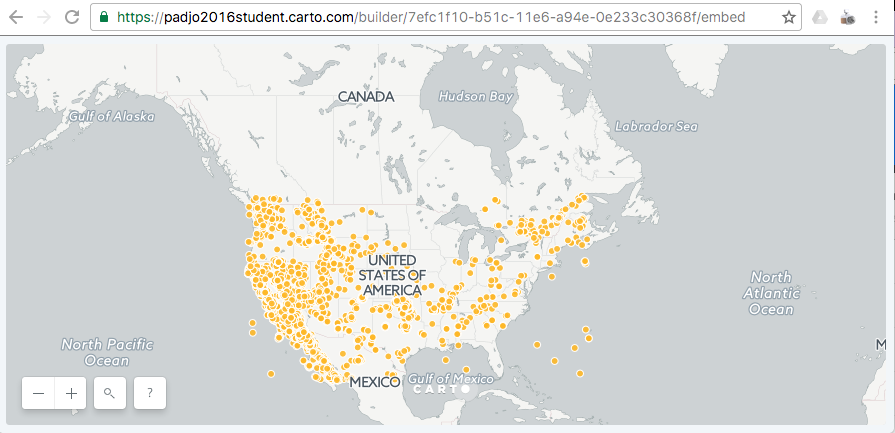 https://padjo2016student.carto.com/builder/7efc1f10-b51c-11e6-a94e-0e233c30368f/embed
CANADA
Hudson Bay
Gulf of Alaska
Labrador Sea
UNITED
STATES OF
AMERICA
North
Atlantic
Ocean
North Pacific
Ocean
M
MEXICO
Gulf of Mexico
CARTO
?